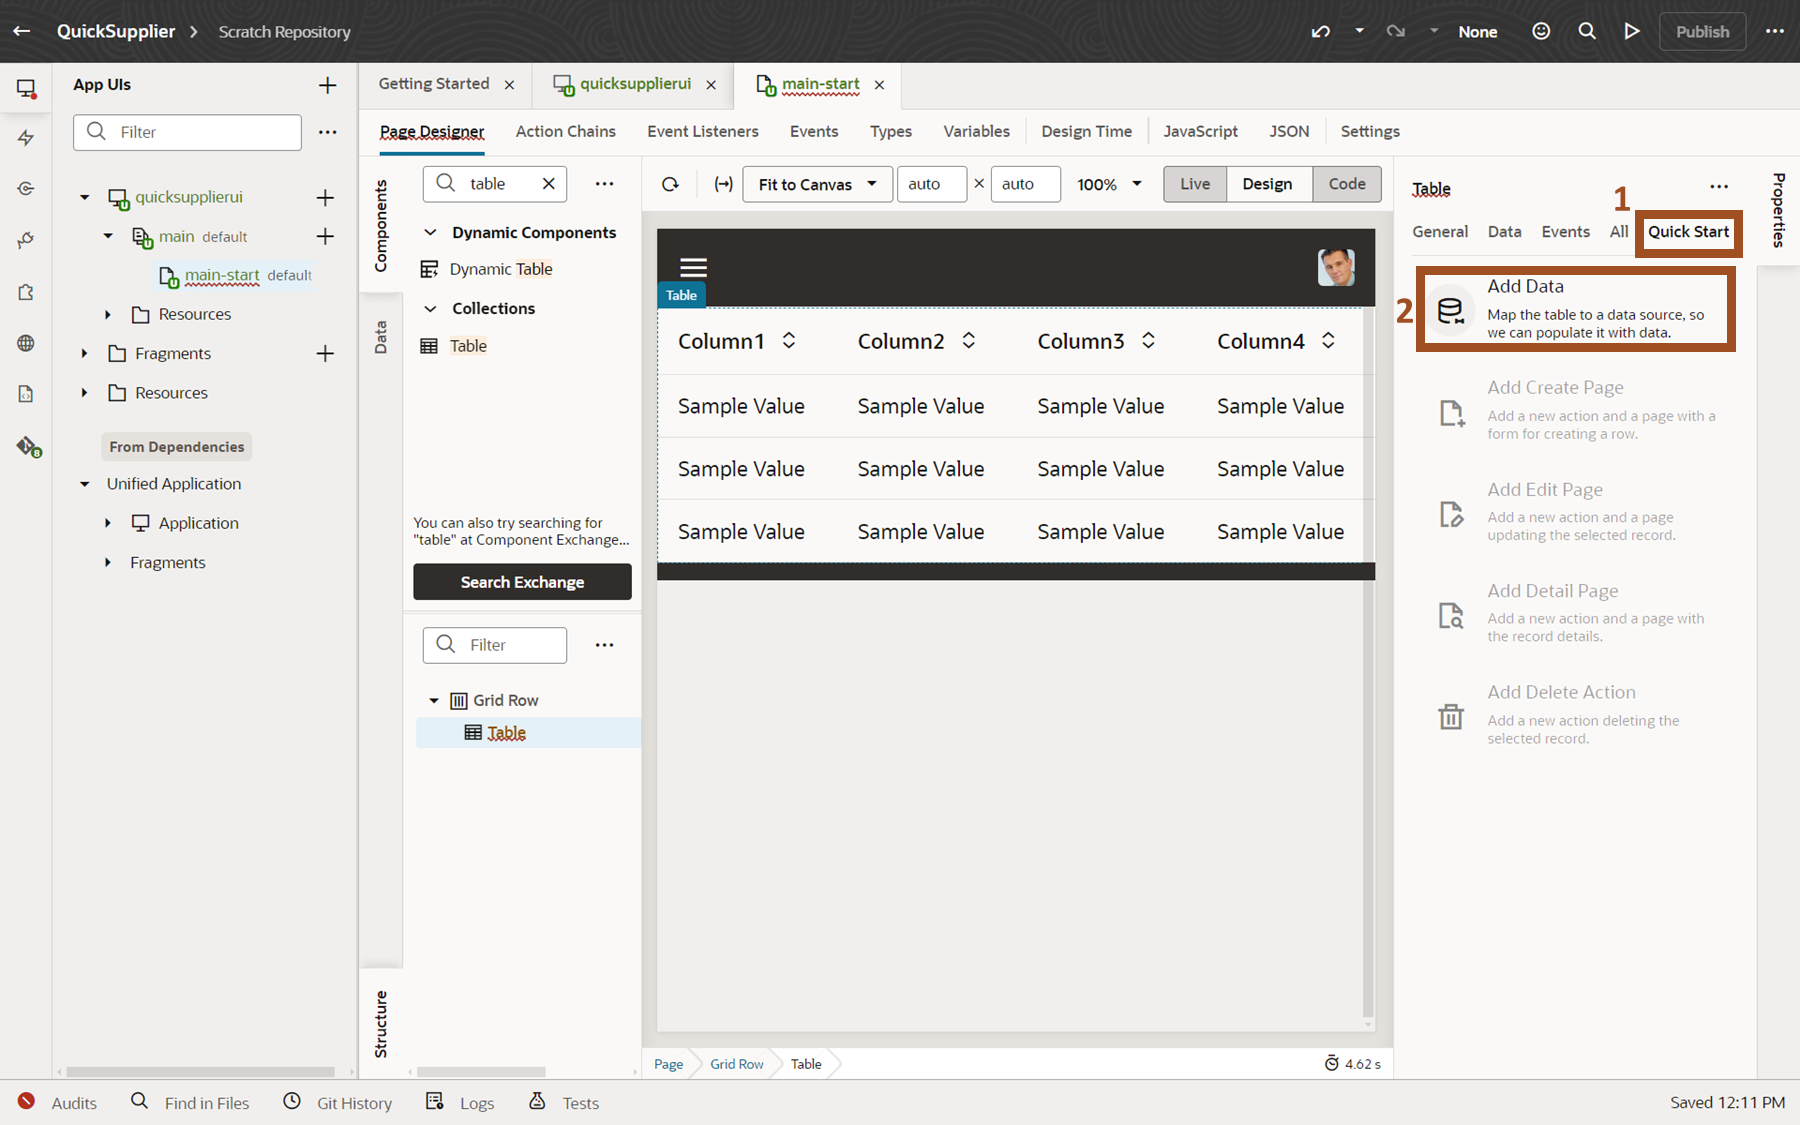 QuickSupplier
Scratch Repository
None
Publish
App UIs
Filter
quicksupplierui
main default
main-start default
Resources
Fragments
Resources
From Dependencies
Unified Application
Application
Fragments
Getting Started
quicksupplierui
main-start
Page Designer
Action Chains
Event Listeners
Events
Types
Variables
Design Time
JavaScript
JSON
Settings
Components
Data
Structure
table
Dynamic Components
Dynamic Table
Collections
Table
You can also try searching for
"table" at Component Exchange...
Search Exchange
Filter
Grid Row
Table
Fit to Canvas
auto
×
auto
100%
Live
Design
Code
Table
Column1
Column2
Column3
Column4
Sample Value
Sample Value
Sample Value
Sample Value
Sample Value
Sample Value
Sample Value
Sample Value
Sample Value
Sample Value
Sample Value
Sample Value
Page
Grid Row
Table
4.62 s
Table
Properties
1
General
Data
Events
All
Quick Start
2
Add Data
Map the table to a data source, so
we can populate it with data.
Add Create Page
Add a new action and a page with a
form for creating a row.
Add Edit Page
Add a new action and a page
updating the selected record.
Add Detail Page
Add a new action and a page with
the record details.
Add Delete Action
Add a new action deleting the
selected record.
8
Audits
Find in Files
Git History
Logs
Tests
Saved 12:11 PM